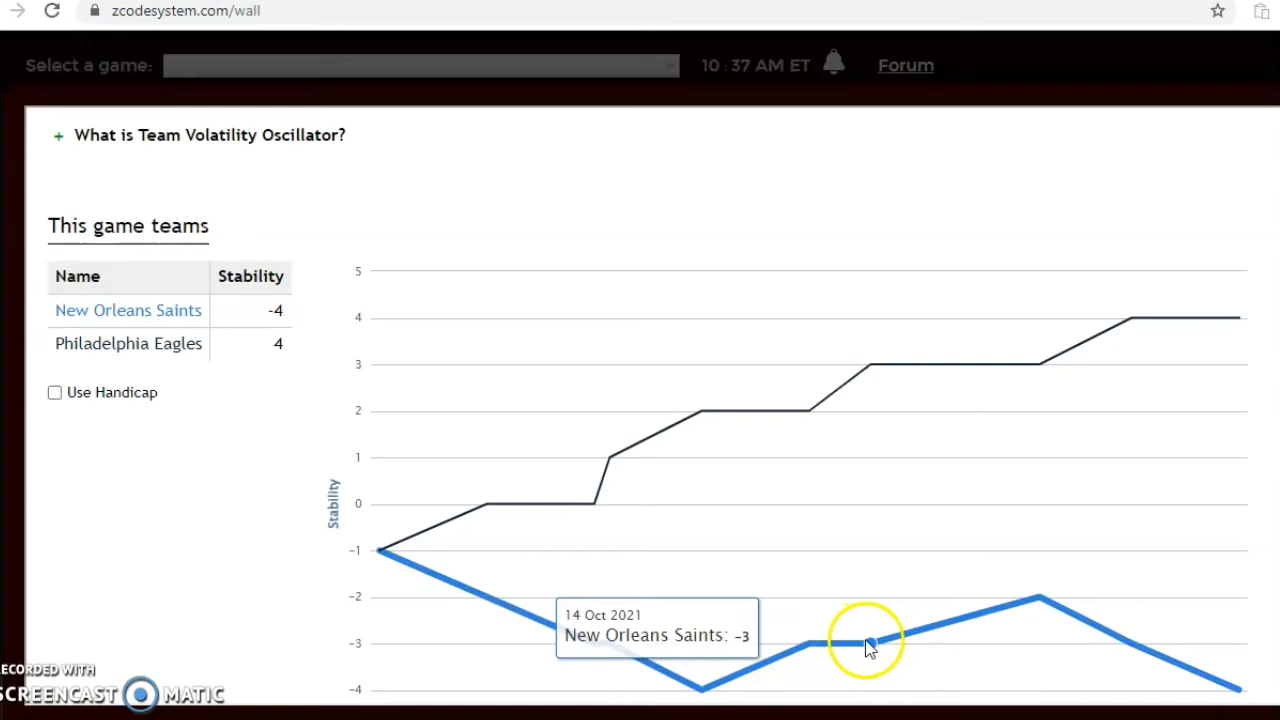 zcodesystem.com/wall
Select a game:
10:37 AM ET
Forum
+ What is Team Volatility Oscillator?
This game teams
Name Stability
New Orleans Saints -4
Philadelphia Eagles 4
Use Handicap
Stability
5
4
3
2
1
0
-1
-2
-3
-4
14 Oct 2021
New Orleans Saints: -3
RECORDED WITH
SCREENCAST MATIC